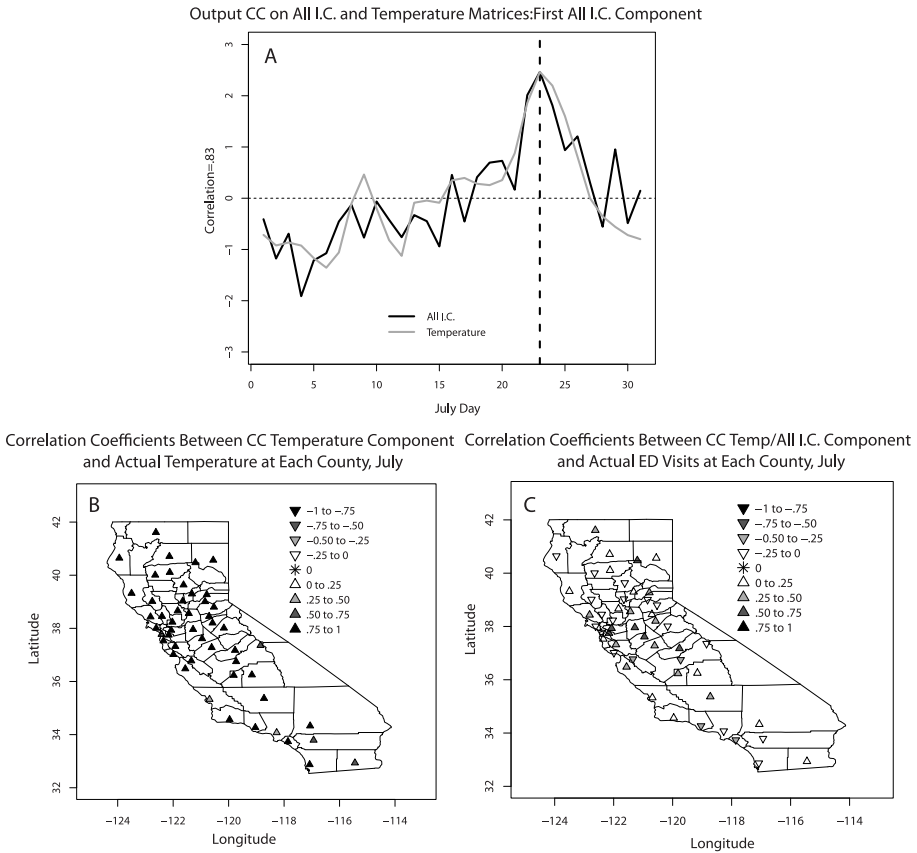 Output CC on All I.C. and Temperature Matrices:First All I.C. Component
A
3
2
1
0
−1
−2
−3
Correlation=.83
All I.C.
Temperature
0 5 10 15 20 25 30
July Day
Correlation Coefficients Between CC Temperature Component
and Actual Temperature at Each County, July
B
−1 to −.75
−.75 to −.50
−0.50 to −.25
−.25 to 0
0
0 to .25
.25 to .50
.50 to .75
.75 to 1
42
40
38
36
34
32
Latitude
−124 −122 −120 −118 −116 −114
Longitude
Correlation Coefficients Between CC Temp/All I.C. Component
and Actual ED Visits at Each County, July
C
−1 to −.75
−.75 to −.50
−0.50 to −.25
−.25 to 0
0
0 to .25
.25 to .50
.50 to .75
.75 to 1
42
40
38
36
34
32
Latitude
−124 −122 −120 −118 −116 −114
Longitude